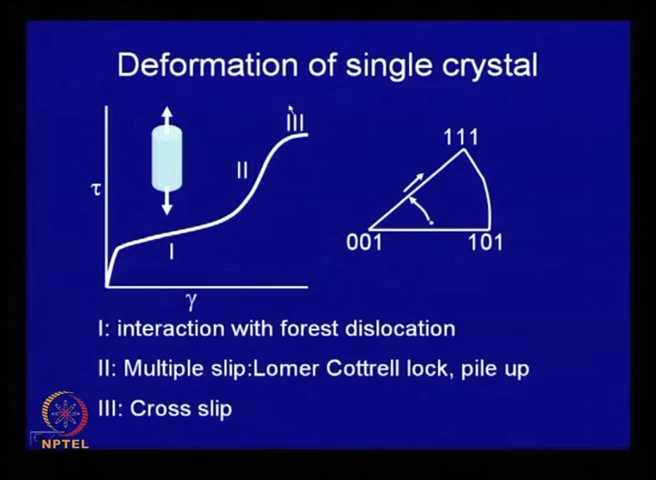 Deformation of single crystal
III
II
τ
I
γ
111
001
101
I: interaction with forest dislocation
II: Multiple slip:Lomer Cottrell lock, pile up
III: Cross slip
NPTEL